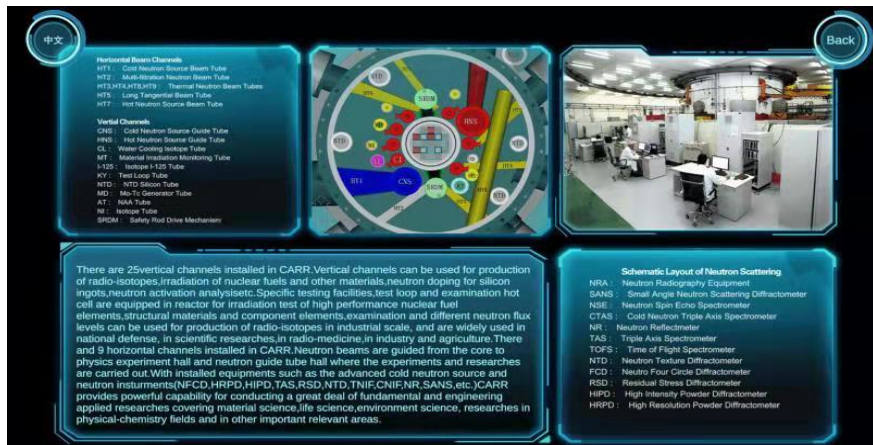 中文
Back
Horizontal Beam Channels
HT1 : Cold Neutron Source Beam Tube
HT2 : Multi-filtration Neutron Beam Tube
HT3,HT4,HT8,HT9 : Thermal Neutron Beam Tubes
HT5 : Long Tangential Beam Tube
HT7 : Hot Neutron Source Beam Tube
Vertial Channels
CNS : Cold Neutron Source Guide Tube
HNS : Hot Neutron Source Guide Tube
CL : Water Cooling Isotope Tube
MT : Material Irradiation Monitoring Tube
I-125 : Isotope I-125 Tube
KY : Test Loop Tube
NTD : NTD Silicon Tube
MD : Mo-Tc Generator Tube
AT : NAA Tube
NI : Isotope Tube
SRDM : Safety Rod Drive Mechanism
NTD
NTD
SRDM
HNS
NTD
CI
HT1
CNS
SRDM
KY
NTD
HT2
There are 25vertical channels installed in CARR.Vertical channels can be used for production
of radio-isotopes,irradiation of nuclear fuels and other materials,neutron doping for silicon
ingots,neutron activation analysisetc.Specific testing facilities,test loop and examination hot
cell are equipped in reactor for irradiation test of high performance nuclear fuel
elements,structural materials and component elements,examination and different neutron flux
levels can be used for production of radio-isotopes in industrial scale, and are widely used in
national defense, in scientific researches,in radio-medicine,in industry and agriculture.There
and 9 horizontal channels installed in CARR.Neutron beams are guided from the core to
physics experiment hall and neutron guide tube hall where the experiments and researches
are carried out.With installed equipments such as the advanced cold neutron source and
neutron insturments(NFCD,HRPD,HIPD,TAS,RSD,NTD,TNIF,CNIF,NR,SANS,etc.)CARR
provides powerful capability for conducting a great deal of fundamental and engineering
applied researches covering material science,life science,environment science, researches in
physical-chemistry fields and in other important relevant areas.
Schematic Layout of Neutron Scattering
NRA : Neutron Radiography Equipment
SANS : Small Angle Neutron Scattering Diffractometer
NSE : Neutron Spin Echo Spectrometer
CTAS : Cold Neutron Triple Axis Spectrometer
NR : Neutron Reflectmeter
TAS : Triple Axis Spectrometer
TOFS : Time of Flight Spectrometer
NTD : Neutron Texture Diffractometer
FCD : Neutro Four Circle Diffractometer
RSD : Residual Stress Diffractometer
HIPD : High Intensity Powder Diffractometer
HRPD : High Resolution Powder Diffractometer